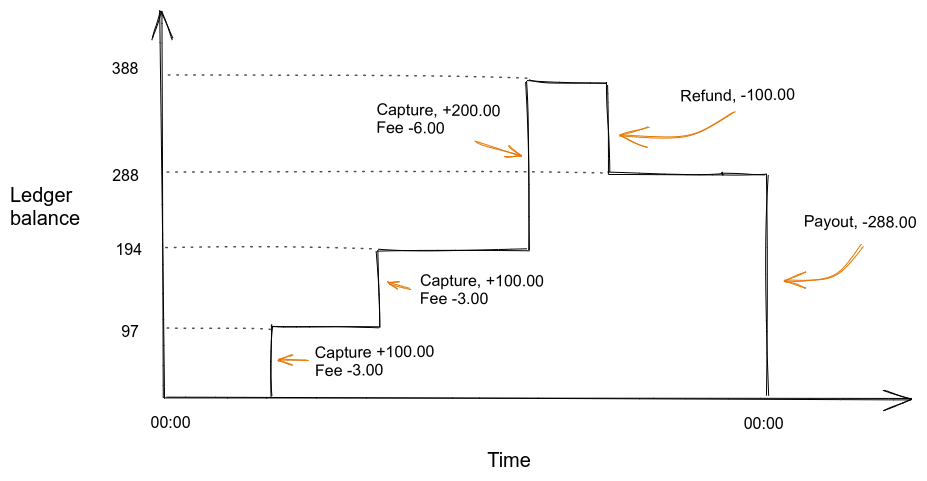 388
Capture, +200.00
Fee -6.00
Refund, -100.00
288
Ledger
balance
Payout, -288.00
194
Capture, +100.00
Fee -3.00
97
Capture +100.00
Fee -3.00
00:00
00:00
Time